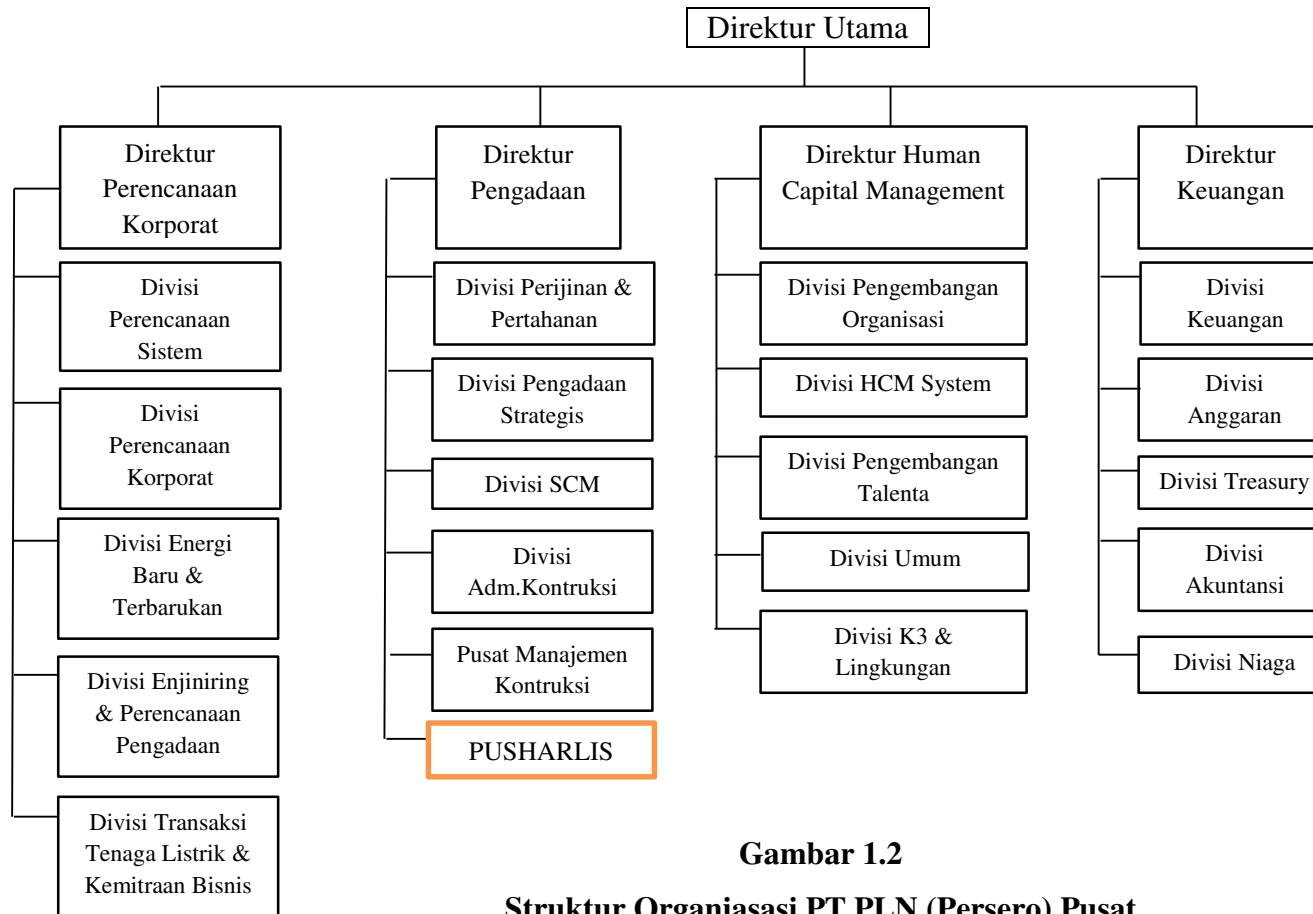 Direktur Utama
Direktur
Perencanaan
Korporat
Divisi
Perencanaan
Sistem
Divisi
Perencanaan
Korporat
Divisi Energi
Baru &
Terbarukan
Divisi Enjiniring
& Perencanaan
Pengadaan
Divisi Transaksi
Tenaga Listrik &
Kemitraan Bisnis
Direktur
Pengadaan
Divisi Perijinan &
Pertahanan
Divisi Pengadaan
Strategis
Divisi SCM
Divisi
Adm.Kontruksi
Pusat Manajemen
Kontruksi
PUSHARLIS
Direktur Human
Capital Management
Divisi Pengembangan
Organisasi
Divisi HCM System
Divisi Pengembangan
Talenta
Divisi Umum
Divisi K3 &
Lingkungan
Direktur
Keuangan
Divisi
Keuangan
Divisi
Anggaran
Divisi Treasury
Divisi
Akuntansi
Divisi Niaga
Gambar 1.2
Struktur Organiasasi PT PLN (Persero) Pusat